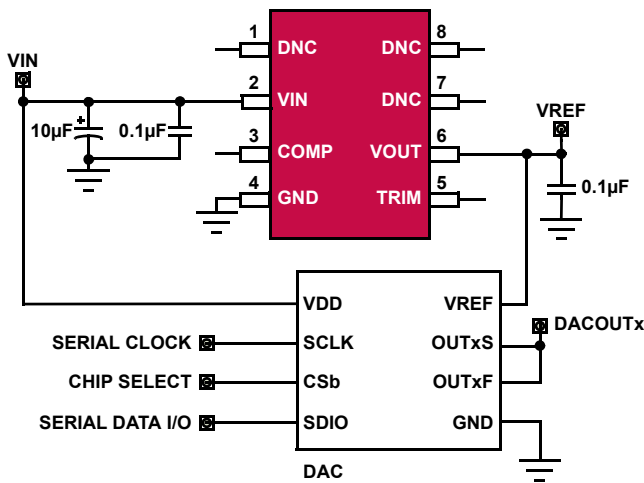 1 8
DNC DNC
VIN
2 7
VIN DNC
VREF
10µF 0.1µF
3 6
COMP VOUT
4 5
GND TRIM
0.1µF
VDD VREF
DACOUTx
SERIAL CLOCK SCLK OUTxS
CHIP SELECT CSb OUTxF
SERIAL DATA I/O SDIO GND
DAC